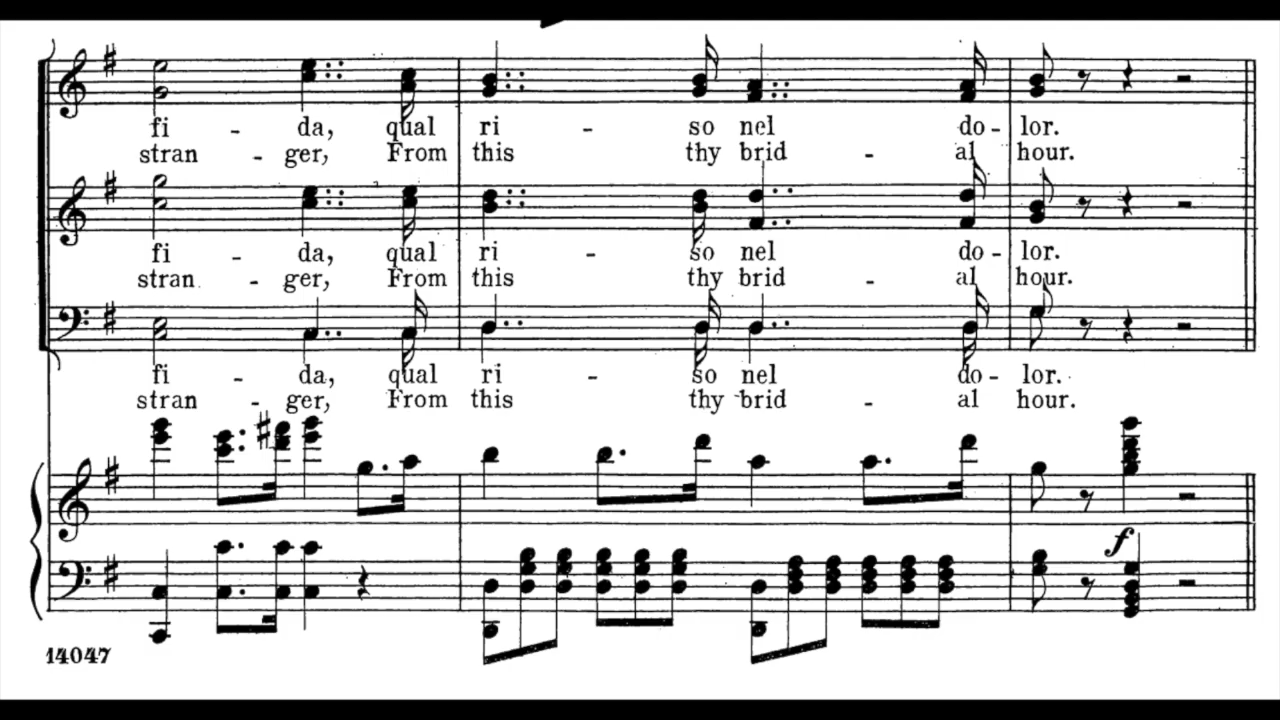 fi - da, qual ri - so nel do - lor.
stran - ger, From this thy brid - al hour.
fi - da, qual ri - so nel do - lor.
stran - ger, From this thy brid - al hour.
fi - da, qual ri - so nel do - lor.
stran - ger, From this thy brid - al hour.
f
14047